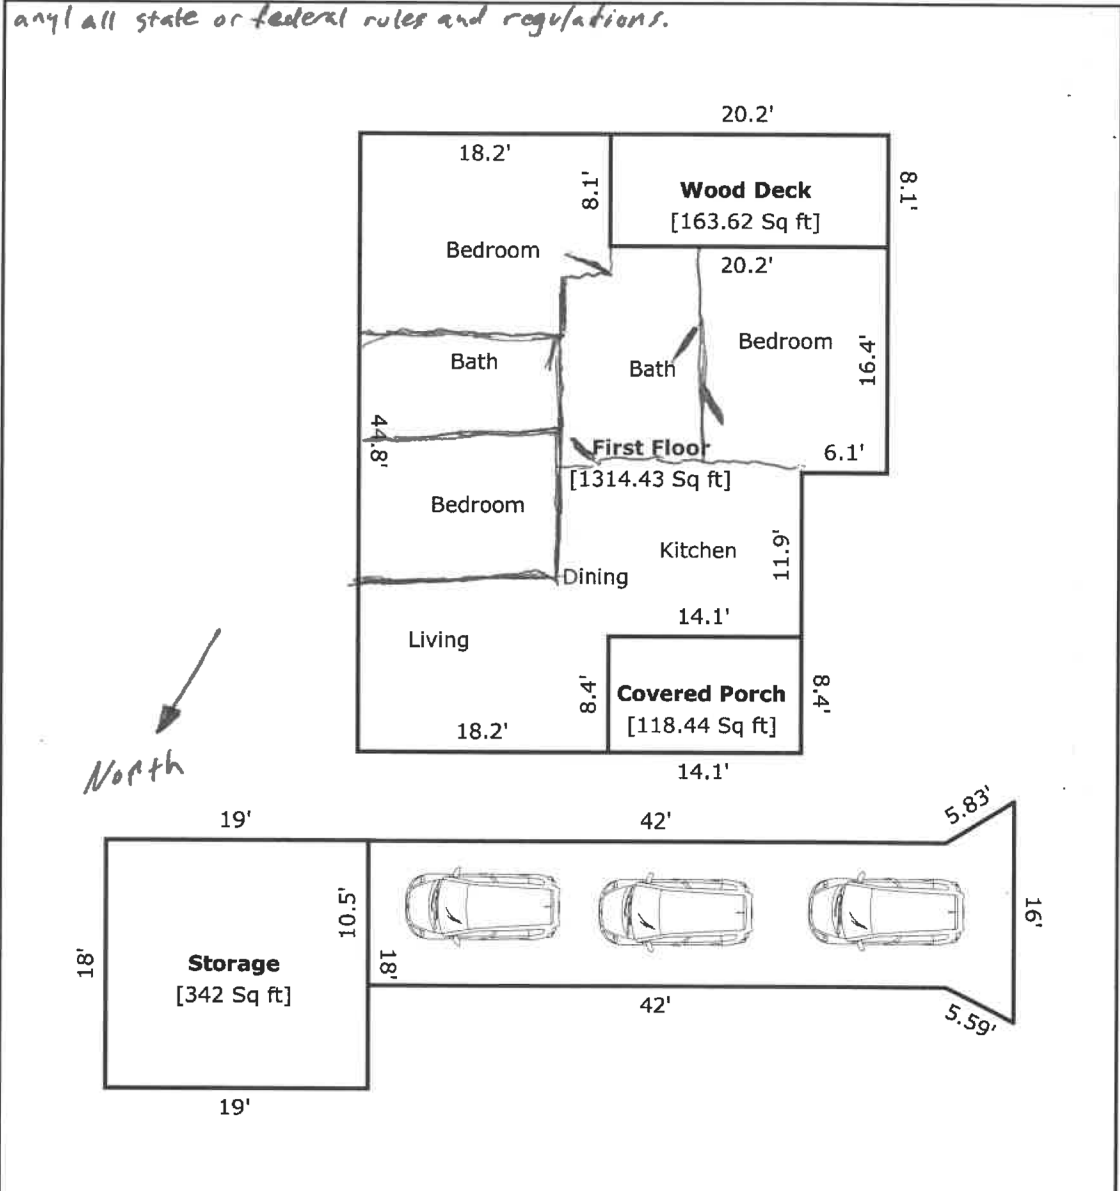 any/all state or federal rules and regulations.
20.2'
18.2'
8.1'
Wood Deck
[163.62 Sq ft]
8.1'
Bedroom
20.2'
Bedroom
16.4'
Bath
Bath
44.8'
First Floor
6.1'
[1314.43 Sq ft]
Bedroom
Kitchen
11.9'
Dining
14.1'
Living
8.4'
Covered Porch
[118.44 Sq ft]
8.4'
18.2'
14.1'
North
19'
42'
5.83'
18'
10.5'
Storage
[342 Sq ft]
18'
16'
42'
5.59'
19'